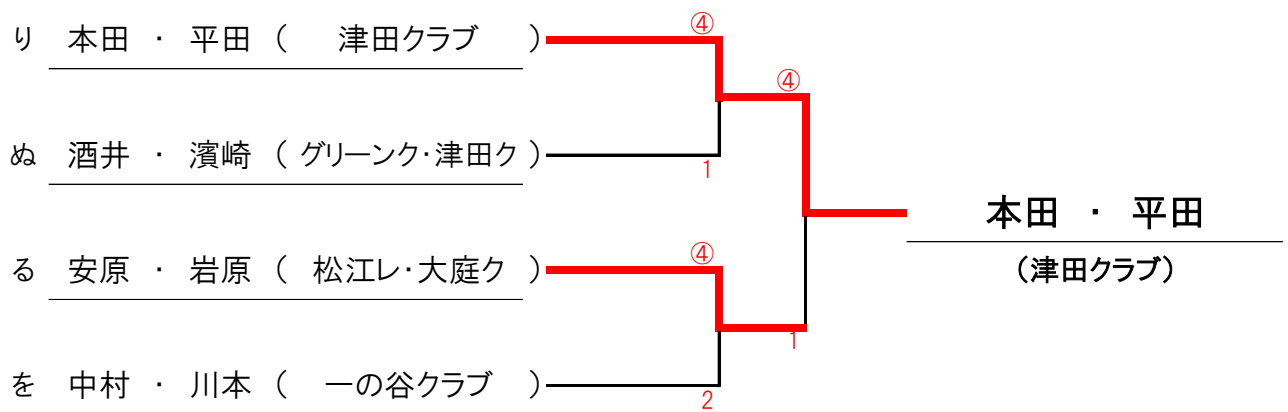 り 本田 ・ 平田 ( 津田クラブ ) ④
④
ぬ 酒井 ・ 濱崎 ( グリーンク・津田ク ) 1
本田 ・ 平田
(津田クラブ)
る 安原 ・ 岩原 ( 松江レ・大庭ク ) ④
1
を 中村 ・ 川本 ( 一の谷クラブ ) 2